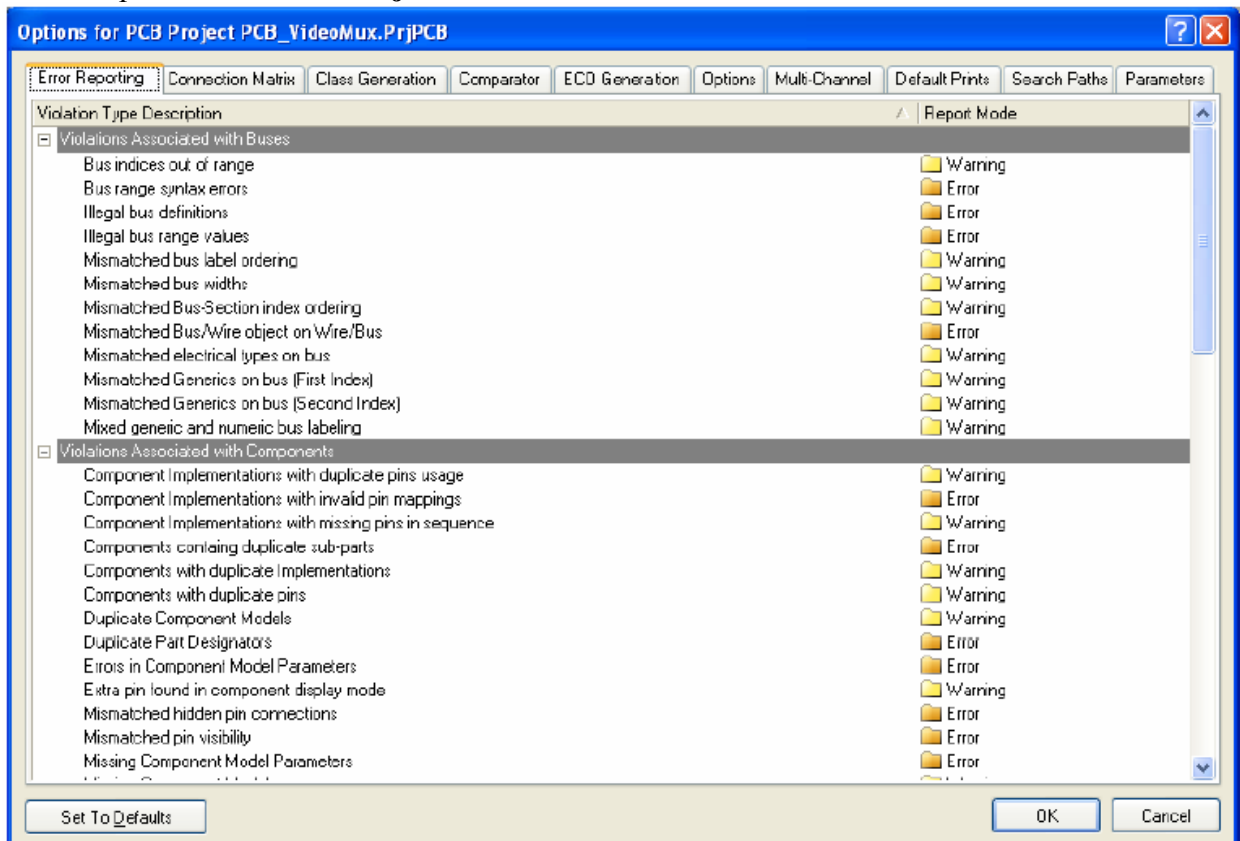 Options for PCB Project PCB_VideoMux.PrjPCB
Error Reporting Connection Matrix Class Generation Comparator ECO Generation Options Multi-Channel Default Prints Search Paths Parameters
Violation Type Description Report Mode
Violations Associated with Buses
Bus indices out of range Warning
Bus range syntax errors Error
Illegal bus definitions Error
Illegal bus range values Error
Mismatched bus label ordering Warning
Mismatched bus widths Warning
Mismatched Bus-Section index ordering Warning
Mismatched Bus/Wire object on Wire/Bus Error
Mismatched electrical types on bus Warning
Mismatched Generics on bus (First Index) Warning
Mismatched Generics on bus (Second Index) Warning
Mixed generic and numeric bus labeling Warning
Violations Associated with Components
Component Implementations with duplicate pins usage Warning
Component Implementations with invalid pin mappings Error
Component Implementations with missing pins in sequence Warning
Components containg duplicate sub-parts Error
Components with duplicate Implementations Warning
Components with duplicate pins Warning
Duplicate Component Models Warning
Duplicate Part Designators Error
Errors in Component Model Parameters Error
Extra pin found in component display mode Warning
Mismatched hidden pin connections Error
Mismatched pin visibility Error
Missing Component Model Parameters Error
Set To Defaults OK Cancel